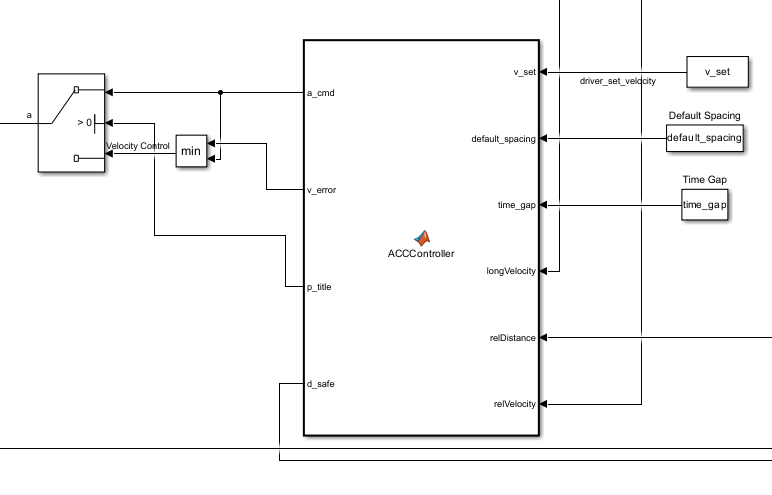 v_set
driver_set_velocity
v_set
a
a_cmd
Default Spacing
> 0
default_spacing
default_spacing
Velocity Control
min
Time Gap
v_error
time_gap
time_gap
ACCController
longVelocity
p_title
relDistance
d_safe
relVelocity